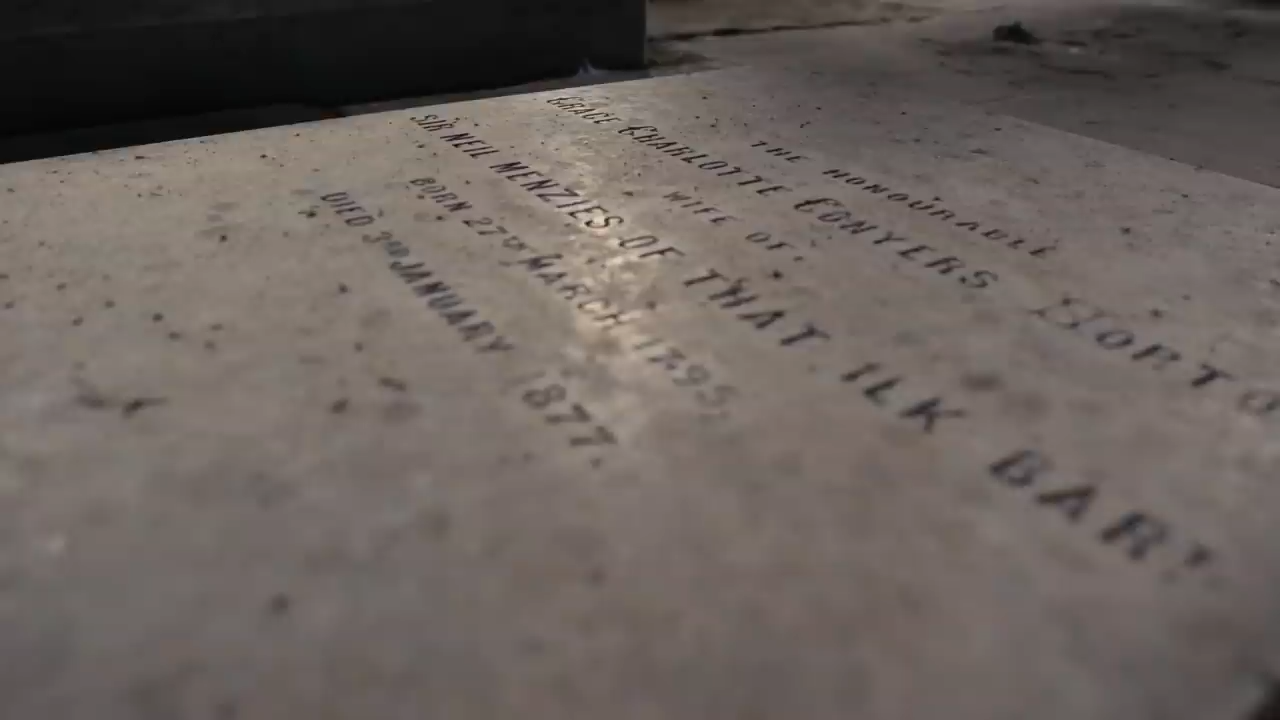 THE HONOURABLE
GRACE CHARLOTTE CONYERS NORTO
WIFE OF
SIR NEIL MENZIES OF THAT ILK BART
BORN 27TH MARCH 1795.
DIED 3RD JANUARY 1877.